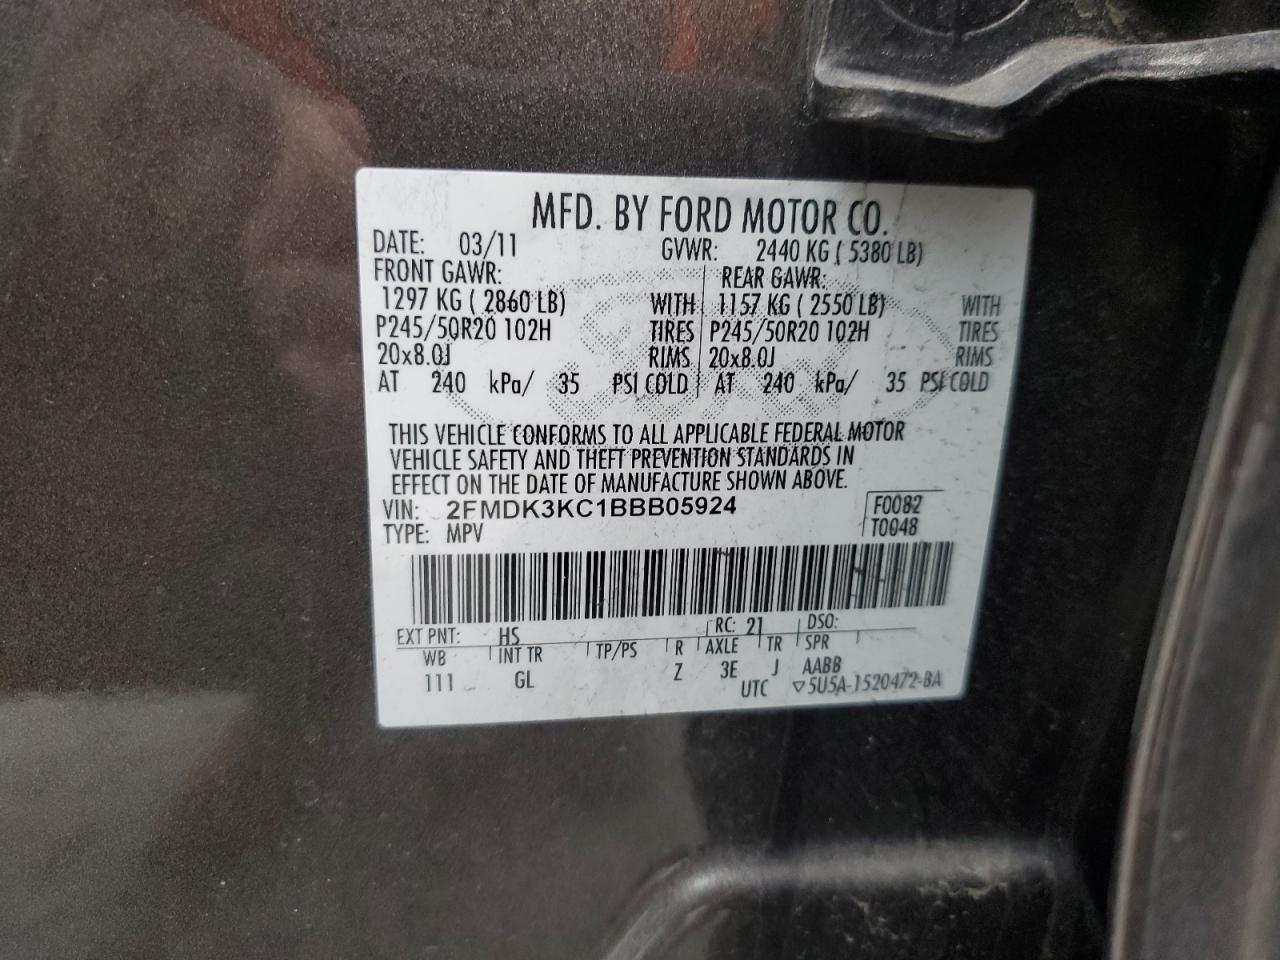 MFD. BY FORD MOTOR CO.
DATE: 03/11 GVWR: 2440 KG ( 5380 LB)
FRONT GAWR: REAR GAWR:
1297 KG ( 2860 LB) WITH 1157 KG ( 2550 LB) WITH
P245/50R20 102H TIRES P245/50R20 102H TIRES
20x8.0J RIMS 20x8.0J RIMS
AT 240 kPa/ 35 PSI COLD AT 240 kPa/ 35 PSI COLD
THIS VEHICLE CONFORMS TO ALL APPLICABLE FEDERAL MOTOR
VEHICLE SAFETY AND THEFT PREVENTION STANDARDS IN
EFFECT ON THE DATE OF MANUFACTURE SHOWN ABOVE.
VIN: 2FMDK3KC1BBB05924 F0082
TYPE: MPV T0048
EXT PNT: HS RC: 21 DSO:
WB INT TR TP/PS R AXLE TR SPR
111 GL Z 3E J AABB
UTC ▽5U5A-1520472-BA